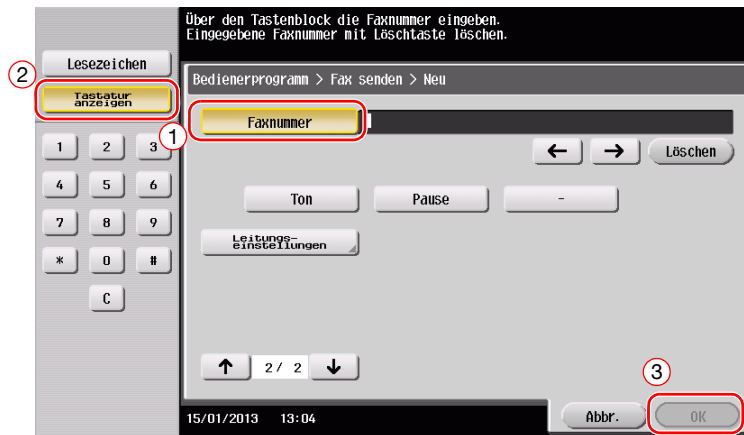 Über den Tastenblock die Faxnummer eingeben.
Eingegebene Faxnummer mit Löschtaste löschen.
2
Lesezeichen
Tastatur
anzeigen
Bedienerprogramm > Fax senden > Neu
1
Faxnummer
← → Löschen
1 2 3
4 5 6
7 8 9
* 0 #
C
Ton Pause -
Leitungs-
einstellungen
↑ 2/ 2 ↓
3
15/01/2013 13:04
Abbr. OK